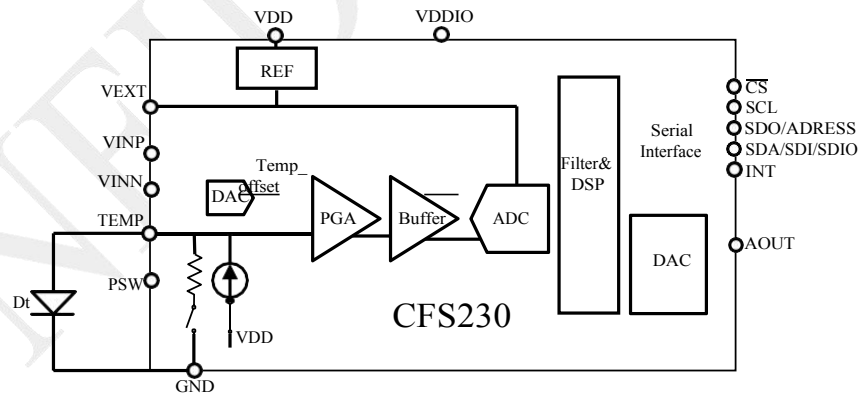 VDD
VDDIO
REF
VEXT
CS
SCL
VINP
SDO/ADRESS
Serial
Interface
SDA/SDI/SDIO
Temp_
offset
Filter&
DSP
VINN
INT
DAC
TEMP
PGA
Buffer
ADC
AOUT
DAC
PSW
Dt
CFS230
VDD
GND